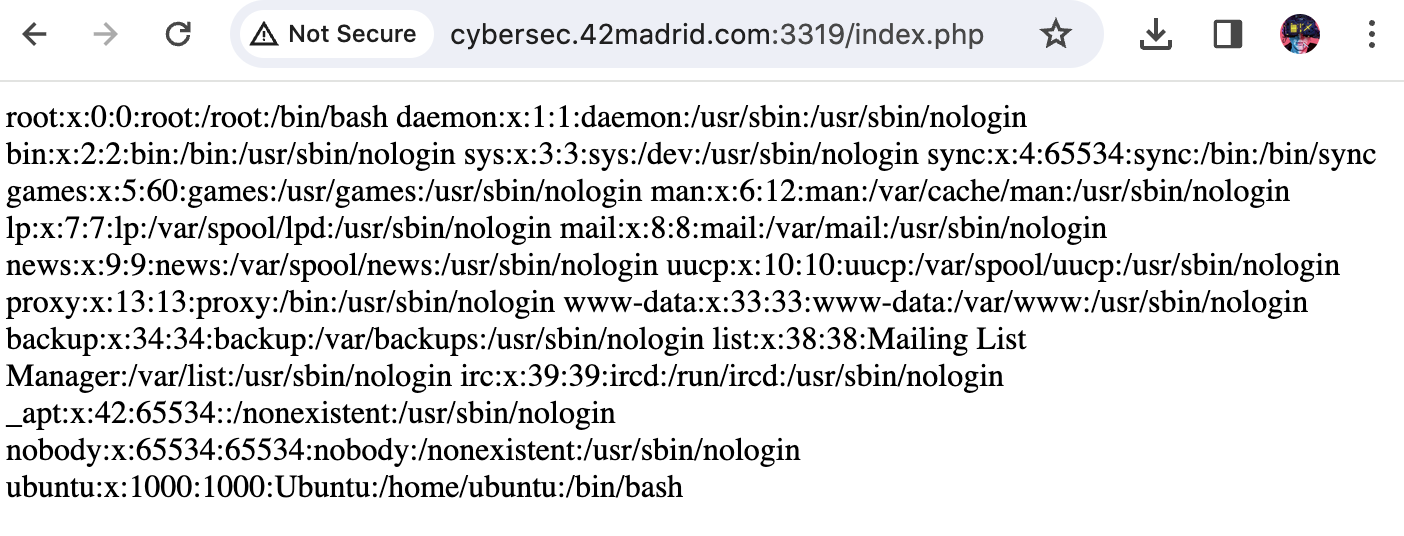 Not Secure cybersec.42madrid.com:3319/index.php
root:x:0:0:root:/root:/bin/bash daemon:x:1:1:daemon:/usr/sbin:/usr/sbin/nologin
bin:x:2:2:bin:/bin:/usr/sbin/nologin sys:x:3:3:sys:/dev:/usr/sbin/nologin sync:x:4:65534:sync:/bin:/bin/sync
games:x:5:60:games:/usr/games:/usr/sbin/nologin man:x:6:12:man:/var/cache/man:/usr/sbin/nologin
lp:x:7:7:lp:/var/spool/lpd:/usr/sbin/nologin mail:x:8:8:mail:/var/mail:/usr/sbin/nologin
news:x:9:9:news:/var/spool/news:/usr/sbin/nologin uucp:x:10:10:uucp:/var/spool/uucp:/usr/sbin/nologin
proxy:x:13:13:proxy:/bin:/usr/sbin/nologin www-data:x:33:33:www-data:/var/www:/usr/sbin/nologin
backup:x:34:34:backup:/var/backups:/usr/sbin/nologin list:x:38:38:Mailing List
Manager:/var/list:/usr/sbin/nologin irc:x:39:39:ircd:/run/ircd:/usr/sbin/nologin
_apt:x:42:65534::/nonexistent:/usr/sbin/nologin
nobody:x:65534:65534:nobody:/nonexistent:/usr/sbin/nologin
ubuntu:x:1000:1000:Ubuntu:/home/ubuntu:/bin/bash